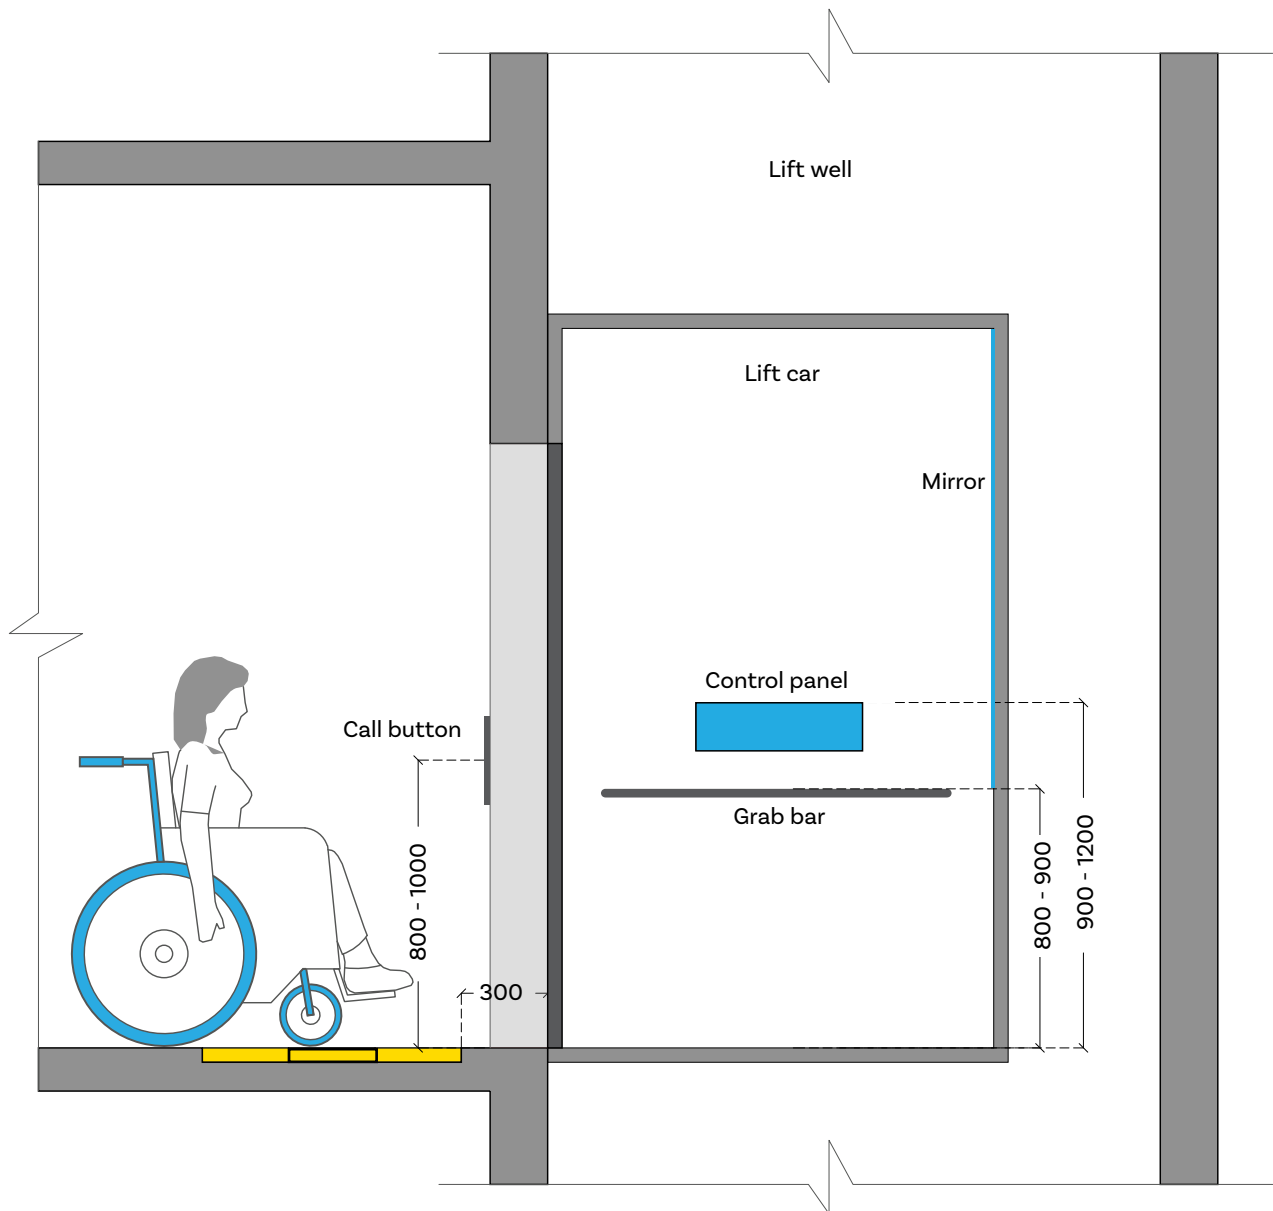 Lift well
Lift car
Mirror
Control panel
Call button
Grab bar
800 - 1000
800 - 900
900 - 1200
300